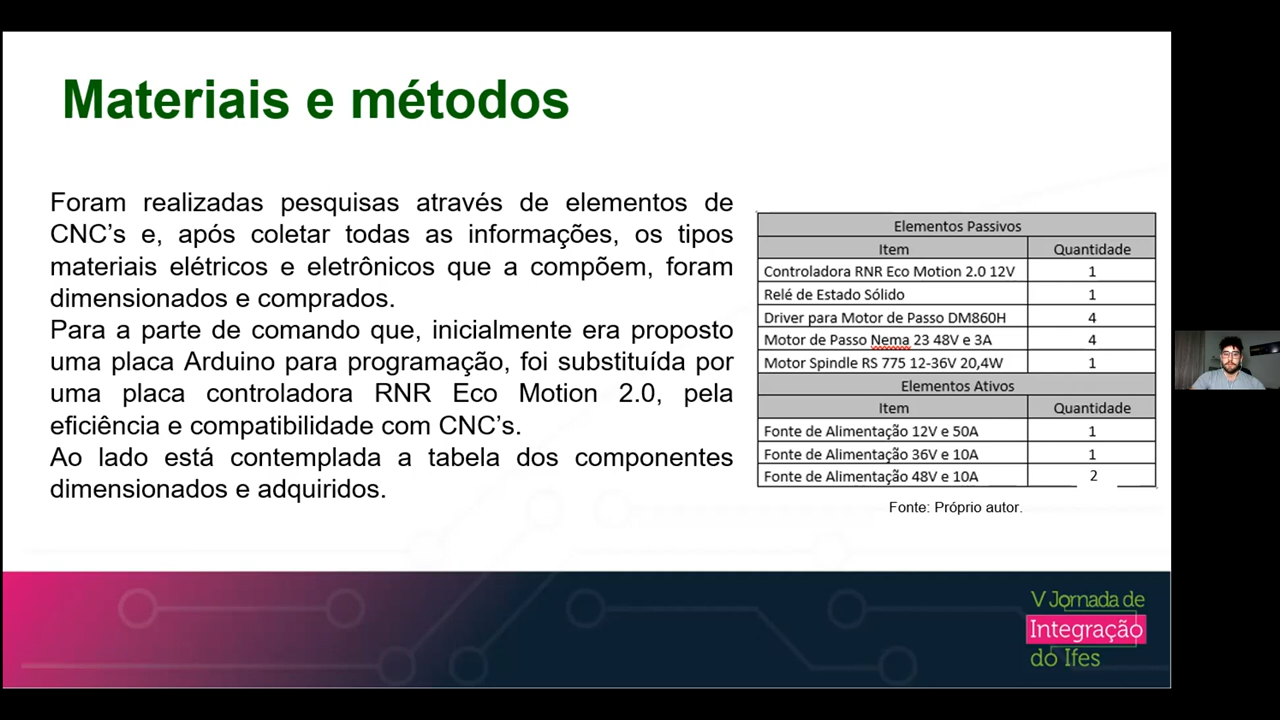 Materiais e métodos
Foram realizadas pesquisas através de elementos de
CNC’s e, após coletar todas as informações, os tipos
materiais elétricos e eletrônicos que a compõem, foram
dimensionados e comprados.
Para a parte de comando que, inicialmente era proposto
uma placa Arduino para programação, foi substituída por
uma placa controladora RNR Eco Motion 2.0, pela
eficiência e compatibilidade com CNC’s.
Ao lado está contemplada a tabela dos componentes
dimensionados e adquiridos.
Elementos Passivos
Item Quantidade
Controladora RNR Eco Motion 2.0 12V 1
Relé de Estado Sólido 1
Driver para Motor de Passo DM860H 4
Motor de Passo Nema 23 48V e 3A 4
Motor Spindle RS 775 12-36V 20,4W 1
Elementos Ativos
Item Quantidade
Fonte de Alimentação 12V e 50A 1
Fonte de Alimentação 36V e 10A 1
Fonte de Alimentação 48V e 10A 2
Fonte: Próprio autor.
V Jornada de
Integração
do Ifes